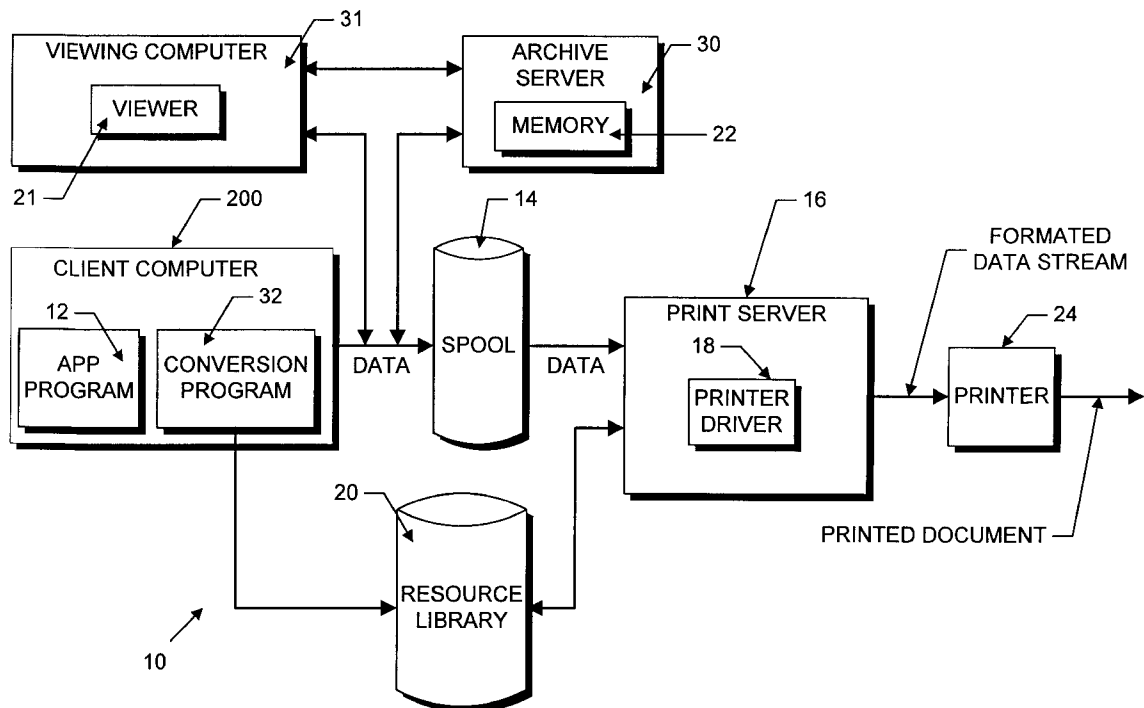 31
VIEWING COMPUTER
VIEWER
21
ARCHIVE
SERVER
30
MEMORY
22
200
14
16
CLIENT COMPUTER
12
32
APP
PROGRAM
CONVERSION
PROGRAM
DATA
SPOOL
DATA
PRINT SERVER
18
PRINTER
DRIVER
FORMATED
DATA STREAM
24
PRINTER
20
RESOURCE
LIBRARY
PRINTED DOCUMENT
10